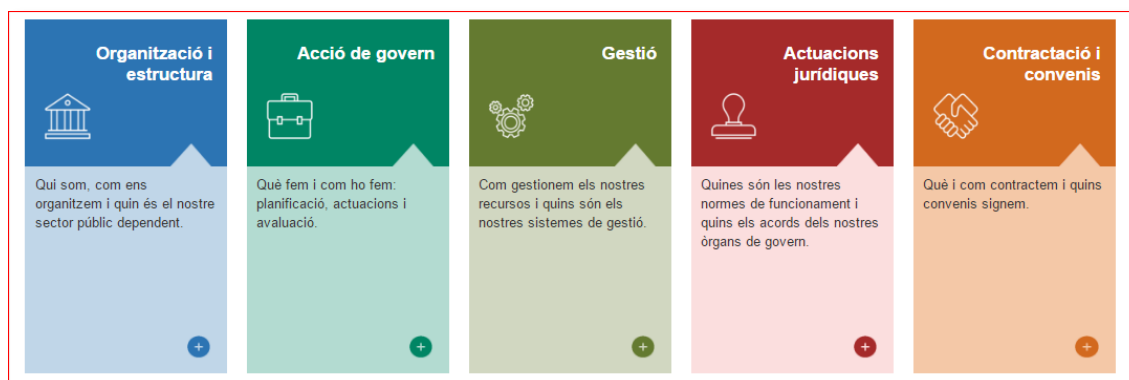 Organització i
estructura
Qui som, com ens
organitzem i quin és el nostre
sector públic dependent.
+
Acció de govern
Què fem i com ho fem:
planificació, actuacions i
avaluació.
+
Gestió
Com gestionem els nostres
recursos i quins són els
nostres sistemes de gestió.
+
Actuacions
jurídiques
Quines són les nostres
normes de funcionament i
quins els acords dels nostres
òrgans de govern.
+
Contractació i
convenis
Què i com contractem i quins
convenis signem.
+